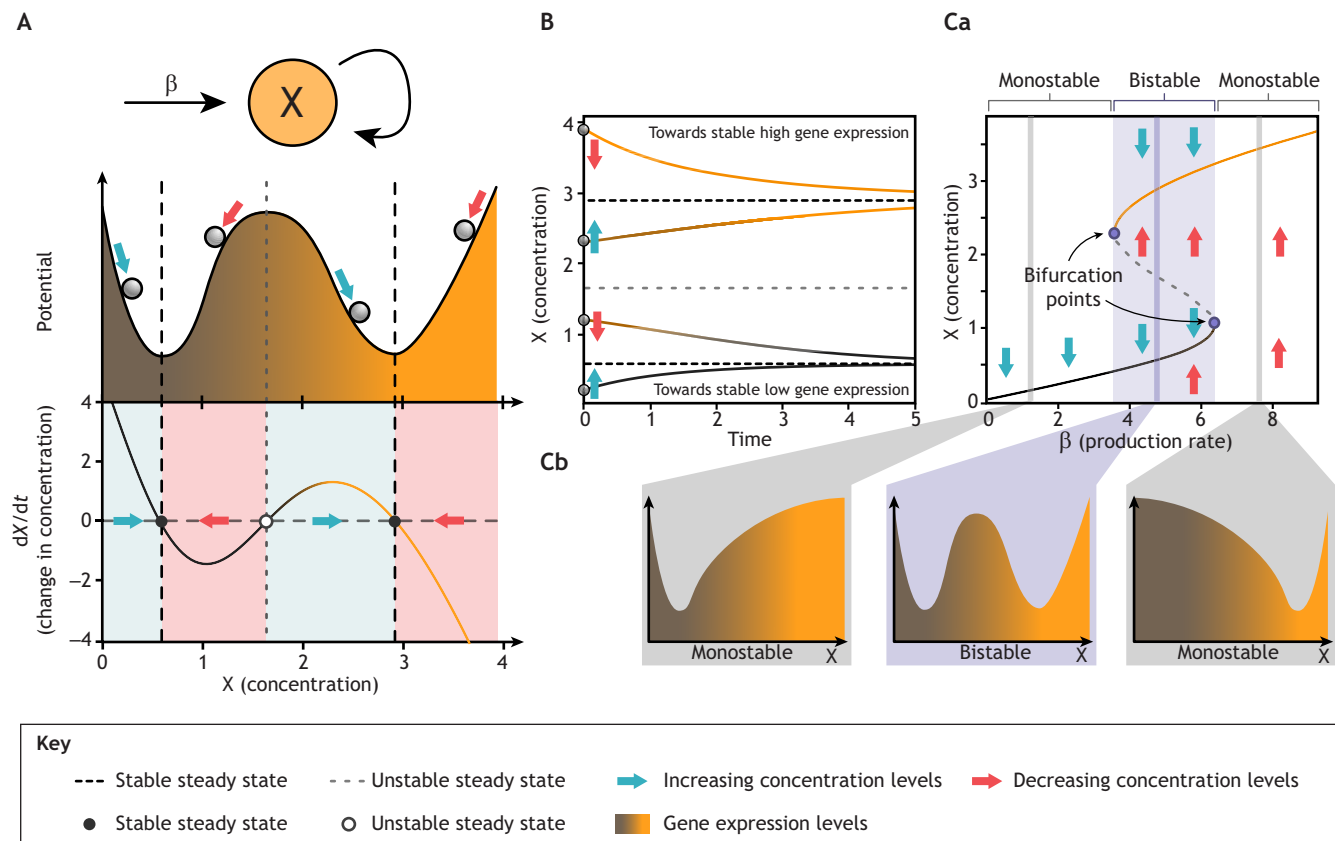 A
β
X
Potential
4
2
0
−2
−4
dX/dt
(change in concentration)
0
1
2
3
4
X (concentration)
B
4
3
2
1
0
X (concentration)
Towards stable high gene expression
Towards stable low gene expression
0
1
2
3
4
5
Time
Ca
Monostable
Bistable
Monostable
4
3
2
1
0
X (concentration)
Bifurcation
points
0
2
4
6
8
β (production rate)
Cb
Monostable
X
Bistable
X
Monostable
X
Key
Stable steady state
Unstable steady state
Increasing concentration levels
Decreasing concentration levels
Stable steady state
Unstable steady state
Gene expression levels